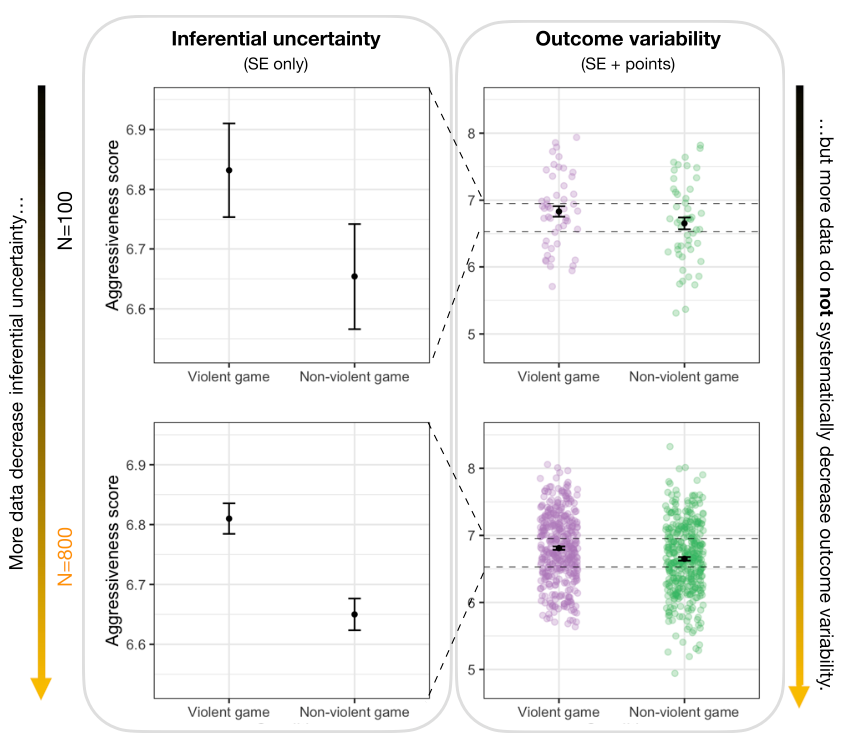 Inferential uncertainty
(SE only)
Outcome variability
(SE + points)
More data decrease inferential uncertainty…
N=100
N=800
Aggressiveness score
6.9
6.8
6.7
6.6
Violent game
Non-violent game
8
7
6
5
Violent game
Non-violent game
Aggressiveness score
6.9
6.8
6.7
6.6
Violent game
Non-violent game
8
7
6
5
Violent game
Non-violent game
…but more data do not systematically decrease outcome variability.